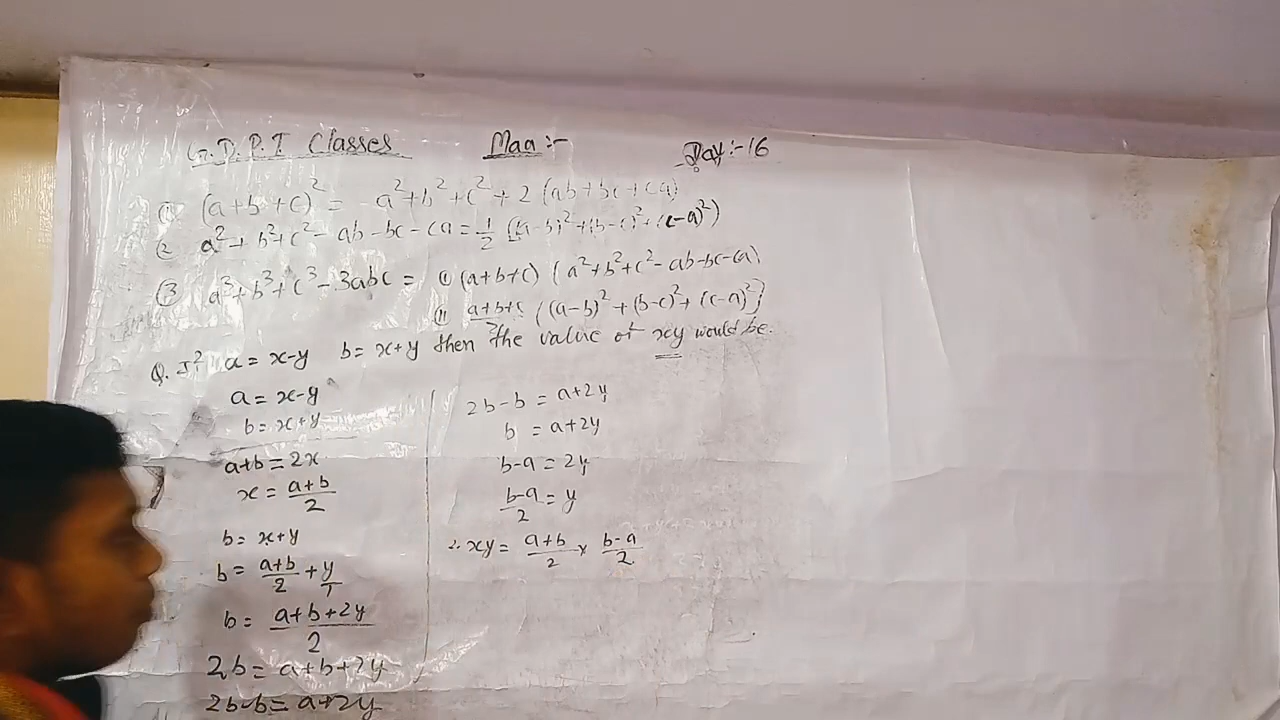 G.D.P.T. Classes Maa :- Day :- 16
① (a+b+c)² = a²+b²+c²+2 (ab+bc+ca)
② a²+b²+c²-ab-bc-ca = 1/2 ((a-b)²+(b-c)²+(c-a)²)
③ a³+b³+c³-3abc = (i) (a+b+c) (a²+b²+c²-ab-bc-ca)
(ii) a+b+c/2 ((a-b)²+(b-c)²+(c-a)²}
Q. If a = x-y b = x+y then the value of xy would be.
a = x-y
b = x+y
a+b = 2x
x = a+b/2
b = x+y
b = a+b/2 + y/1
b = a+b+2y/2
2b = a+b+2y
2b-b = a+2y
2b-b = a+2y
b = a+2y
b-a = 2y
b-a/2 = y
∴ xy = a+b/2 × b-a/2